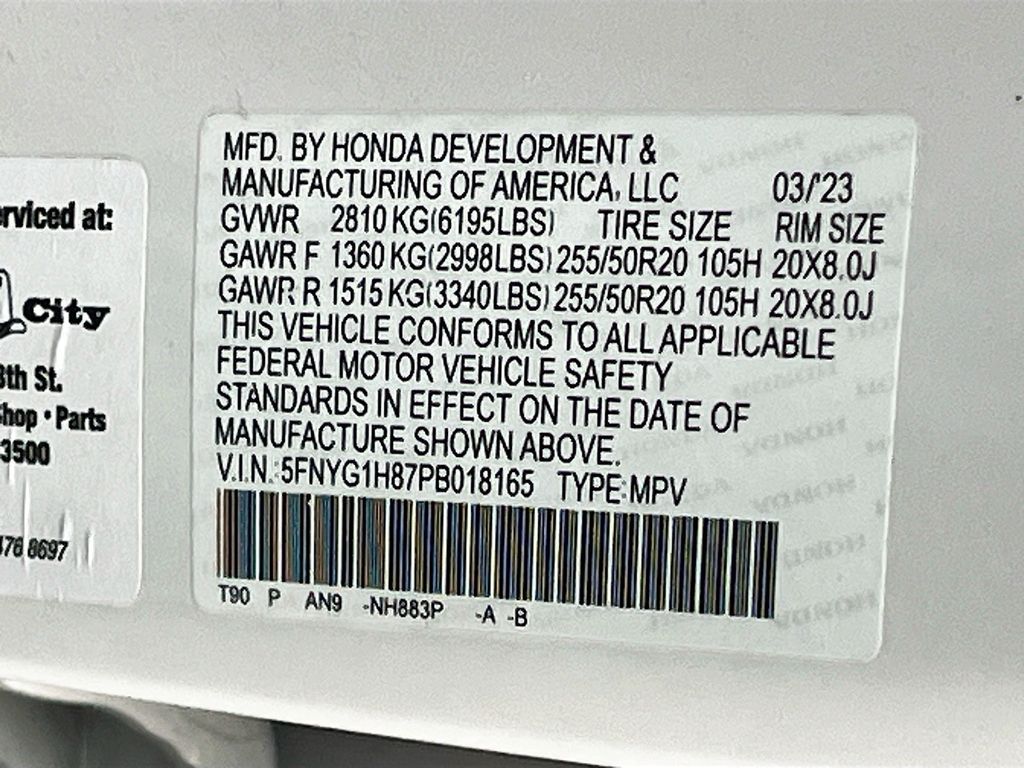 erviced at:
City
8th St.
Shop • Parts
3500
476 8697
MFD. BY HONDA DEVELOPMENT &
MANUFACTURING OF AMERICA, LLC 03/'23
GVWR 2810 KG(6195LBS) TIRE SIZE RIM SIZE
GAWR F 1360 KG(2998LBS) 255/50R20 105H 20X8.0J
GAWR R 1515 KG(3340LBS) 255/50R20 105H 20X8.0J
THIS VEHICLE CONFORMS TO ALL APPLICABLE
FEDERAL MOTOR VEHICLE SAFETY
STANDARDS IN EFFECT ON THE DATE OF
MANUFACTURE SHOWN ABOVE.
V.I.N.:5FNYG1H87PB018165 TYPE:MPV
T90 P AN9 -NH883P -A -B